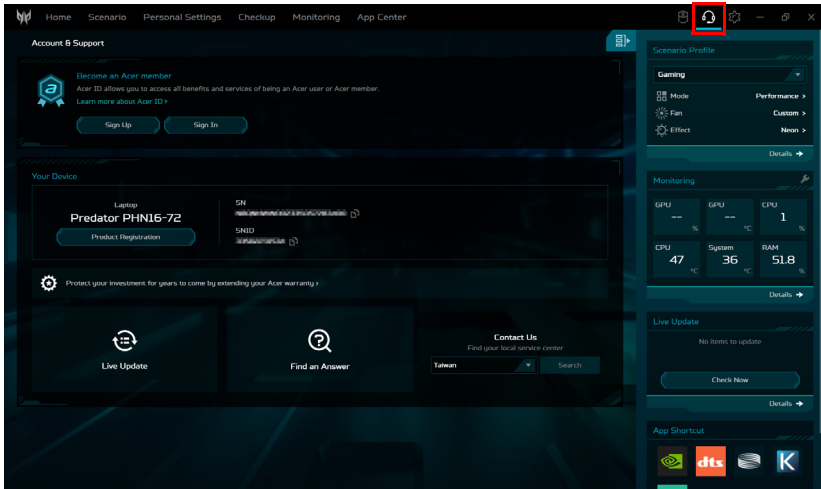 Home Scenario Personal Settings Checkup Monitoring App Center
Account & Support
Become an Acer member
Acer ID allows you to access all benefits and services of being an Acer user or Acer member.
Learn more about Acer ID >
Sign Up Sign In
Your Device
Laptop
Predator PHN16-72
Product Registration
SN
SNID
Protect your investment for years to come by extending your Acer warranty >
Live Update
Find an Answer
Contact Us
Find your local service center
Taiwan Search
Scenario Profile
Gaming
Mode Performance >
Fan Custom >
Effect Neon >
Details →
Monitoring
GPU -- %
GPU -- °C
CPU 1 %
CPU 47 °C
System 36 °C
RAM 51.8 %
Details →
Live Update
No items to update
Check Now
Details →
App Shortcut
dts
K